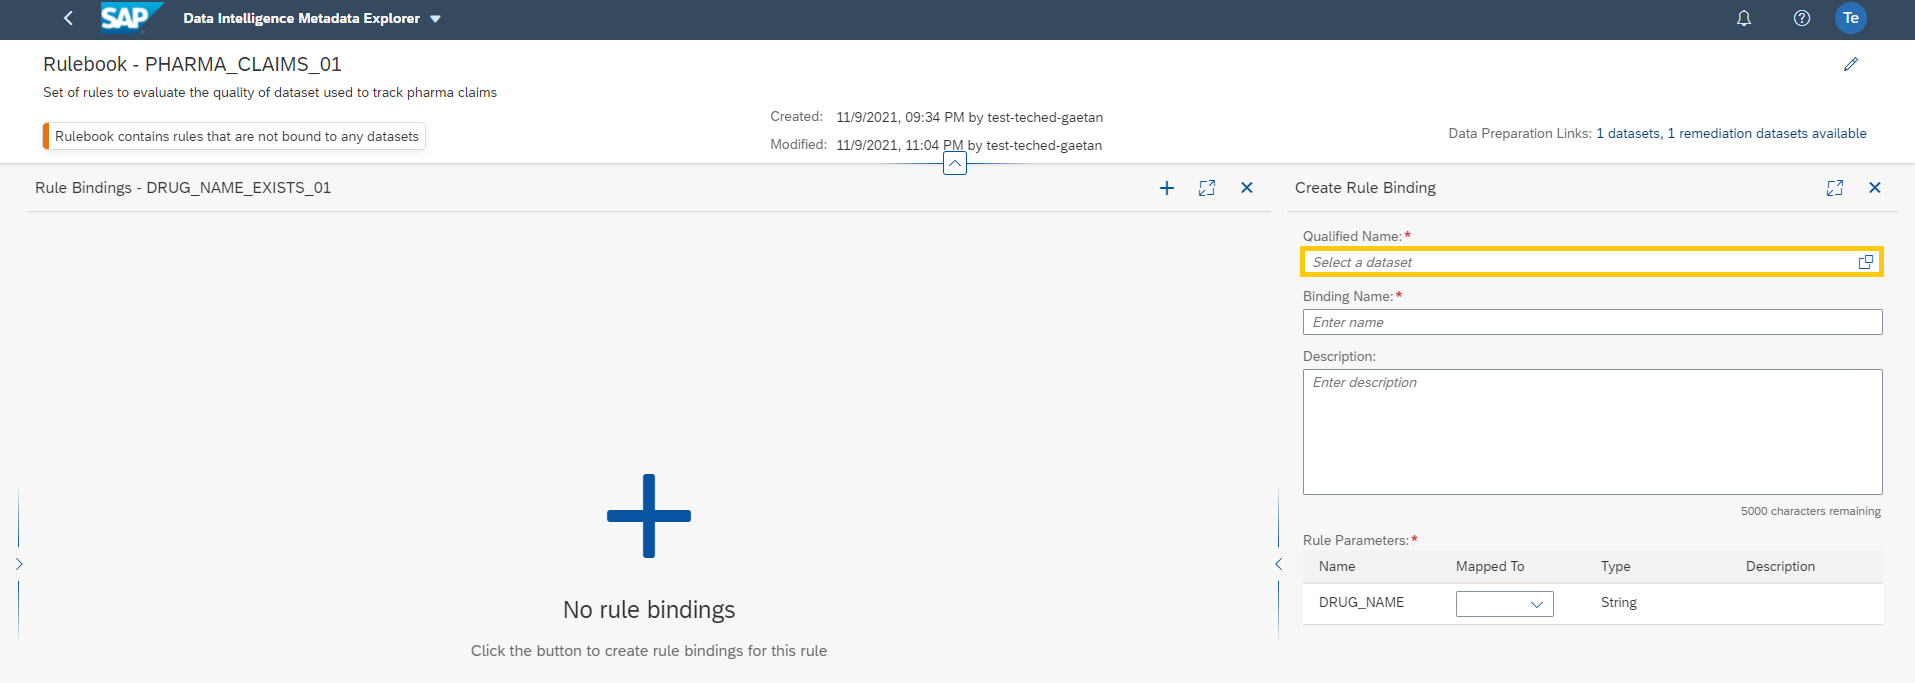 SAP Data Intelligence Metadata Explorer
Te
Rulebook - PHARMA_CLAIMS_01
Set of rules to evaluate the quality of dataset used to track pharma claims
Rulebook contains rules that are not bound to any datasets
Created: 11/9/2021, 09:34 PM by test-teched-gaetan
Modified: 11/9/2021, 11:04 PM by test-teched-gaetan
Data Preparation Links: 1 datasets, 1 remediation datasets available
Rule Bindings - DRUG_NAME_EXISTS_01
No rule bindings
Click the button to create rule bindings for this rule
Create Rule Binding
Qualified Name:*
Select a dataset
Binding Name:*
Enter name
Description:
Enter description
5000 characters remaining
Rule Parameters:*
Name Mapped To Type Description
DRUG_NAME String